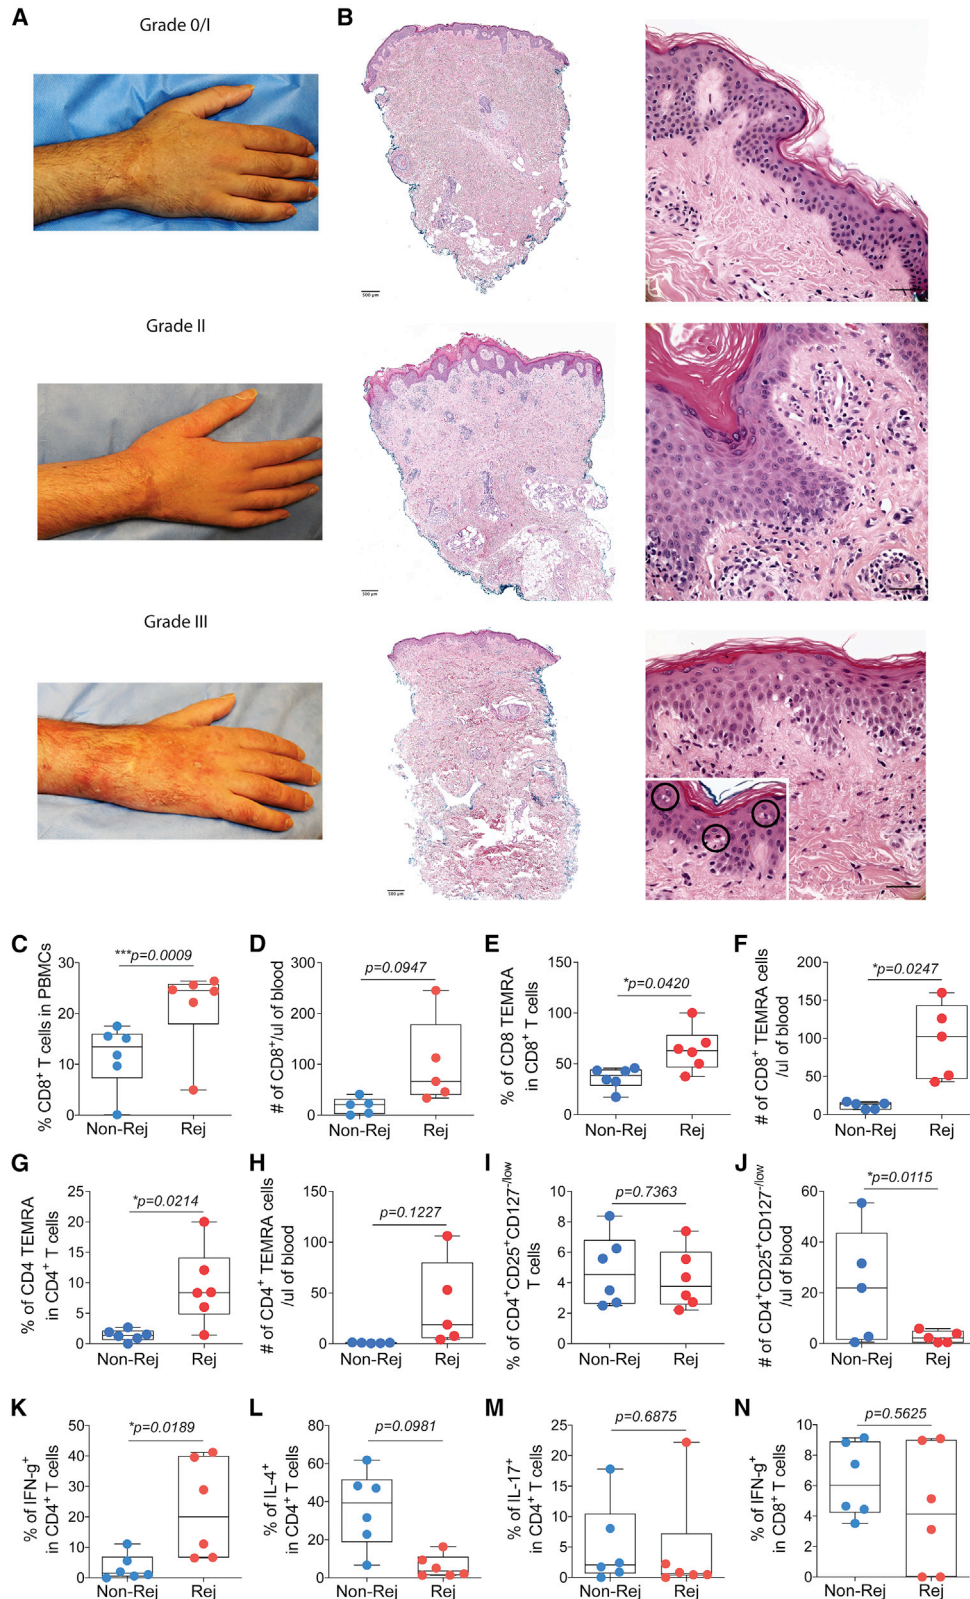 A
Grade 0/I
B
500 µm
Grade II
500 µm
Grade III
500 µm
C
% CD8+ T cells in PBMCs
***p=0.0009
30
20
10
0
Non-Rej
Rej
D
# of CD8+/ul of blood
p=0.0947
300
200
100
0
Non-Rej
Rej
E
% of CD8 TEMRA
in CD8+ T cells
*p=0.0420
150
100
50
0
Non-Rej
Rej
F
# of CD8+ TEMRA cells
/ul of blood
*p=0.0247
200
150
100
50
0
Non-Rej
Rej
G
% of CD4 TEMRA
in CD4+ T cells
*p=0.0214
25
20
15
10
5
0
Non-Rej
Rej
H
# of CD4+ TEMRA cells
/ul of blood
p=0.1227
150
100
50
0
Non-Rej
Rej
I
% of CD4+CD25+CD127-/low
T cells
p=0.7363
10
8
6
4
2
0
Non-Rej
Rej
J
# of CD4+CD25+CD127-/low
/ul of blood
*p=0.0115
60
40
20
0
Non-Rej
Rej
K
% of IFN-g+
in CD4+ T cells
*p=0.0189
50
40
30
20
10
0
Non-Rej
Rej
L
% of IL-4+
in CD4+ T cells
p=0.0981
80
60
40
20
0
Non-Rej
Rej
M
% of IL-17+
in CD4+ T cells
p=0.6875
25
20
15
10
5
0
Non-Rej
Rej
N
% of IFN-g+
in CD8+ T cells
p=0.5625
10
8
6
4
2
0
Non-Rej
Rej